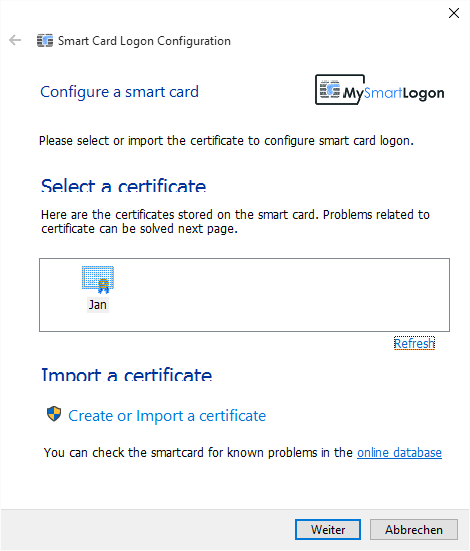 Smart Card Logon Configuration
Configure a smart card
MySmartLogon
Please select or import the certificate to configure smart card logon.
Select a certificate
Here are the certificates stored on the smart card. Problems related to
certificate can be solved next page.
Jan
Refresh
Import a certificate
Create or Import a certificate
You can check the smartcard for known problems in the online database
Weiter
Abbrechen